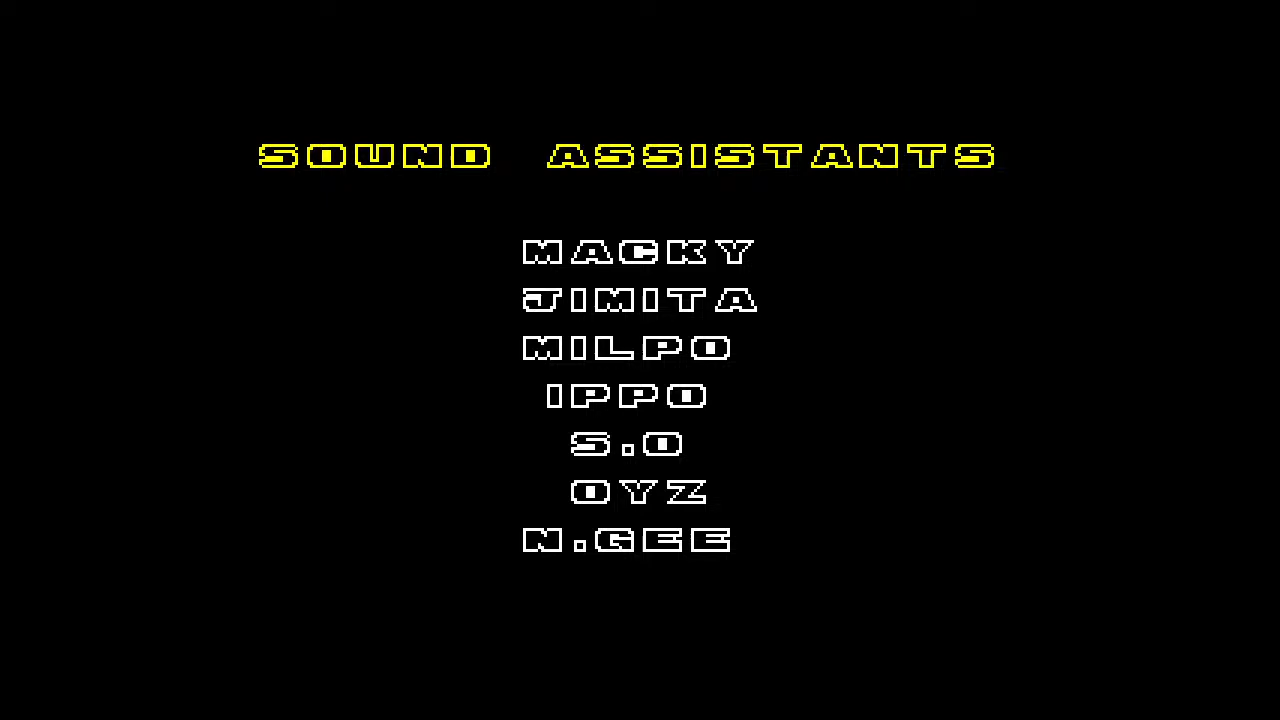 SOUND ASSISTANTS
MACKY
JIMITA
MILPO
IPPO
S.O
OYZ
N.GEE